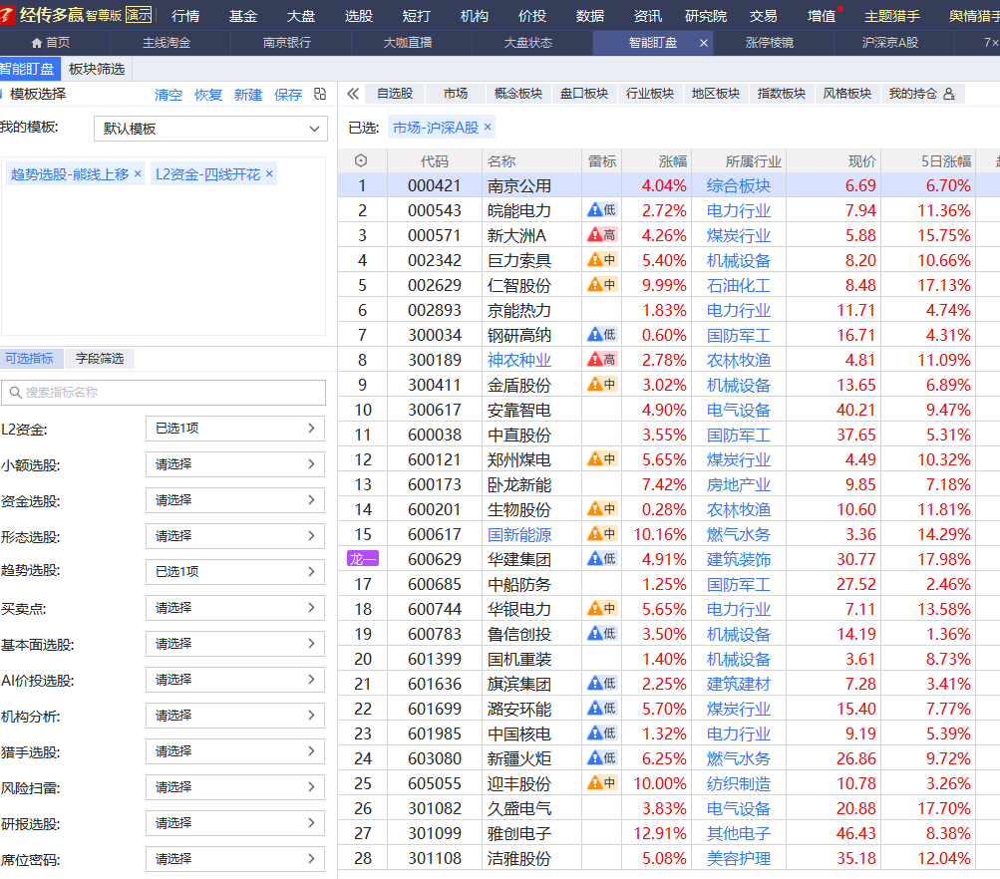 经传多赢 智尊版 演示 行情 基金 大盘 选股 短打 机构 价投 数据 资讯 研究院 交易 增值 主题猎手 舆情猎手
首页 主线淘金 南京银行 大咖直播 大盘状态 智能盯盘 × 涨停棱镜 沪深京A股 7×
智能盯盘 板块筛选
模板选择 清空 恢复 新建 保存
自选股 市场 概念板块 盘口板块 行业板块 地区板块 指数板块 风格板块 我的持仓
我的模板: 默认模板
已选: 市场-沪深A股 ×
趋势选股-能线上移 × L2资金-四线开花 ×
可选指标 字段筛选
搜索指标名称
L2资金: 已选1项
小额选股: 请选择
资金选股: 请选择
形态选股: 请选择
趋势选股: 已选1项
买卖点: 请选择
基本面选股: 请选择
AI价投选股: 请选择
机构分析: 请选择
猎手选股: 请选择
风险扫雷: 请选择
研报选股: 请选择
席位密码: 请选择
代码 名称 雷标 涨幅 所属行业 现价 5日涨幅
1 000421 南京公用 4.04% 综合板块 6.69 6.70%
2 000543 皖能电力 低 2.72% 电力行业 7.94 11.36%
3 000571 新大洲A 高 4.26% 煤炭行业 5.88 15.75%
4 002342 巨力索具 中 5.40% 机械设备 8.20 10.66%
5 002629 仁智股份 中 9.99% 石油化工 8.48 17.13%
6 002893 京能热力 1.83% 电力行业 11.71 4.74%
7 300034 钢研高纳 低 0.60% 国防军工 16.71 4.31%
8 300189 神农种业 高 2.78% 农林牧渔 4.81 11.09%
9 300411 金盾股份 中 3.02% 机械设备 13.65 6.89%
10 300617 安靠智电 4.90% 电气设备 40.21 9.47%
11 600038 中直股份 3.55% 国防军工 37.65 5.31%
12 600121 郑州煤电 中 5.65% 煤炭行业 4.49 10.32%
13 600173 卧龙新能 7.42% 房地产业 9.85 7.18%
14 600201 生物股份 中 0.28% 农林牧渔 10.60 11.81%
15 600617 国新能源 中 10.16% 燃气水务 3.36 14.29%
龙一 600629 华建集团 低 4.91% 建筑装饰 30.77 17.98%
17 600685 中船防务 1.25% 国防军工 27.52 2.46%
18 600744 华银电力 中 5.65% 电力行业 7.11 13.58%
19 600783 鲁信创投 低 3.50% 机械设备 14.19 1.36%
20 601399 国机重装 1.40% 机械设备 3.61 8.73%
21 601636 旗滨集团 低 2.25% 建筑建材 7.28 3.41%
22 601699 潞安环能 低 5.70% 煤炭行业 15.40 7.77%
23 601985 中国核电 低 1.32% 电力行业 9.19 5.39%
24 603080 新疆火炬 低 6.25% 燃气水务 26.86 9.72%
25 605055 迎丰股份 中 10.00% 纺织制造 10.78 3.26%
26 301082 久盛电气 3.83% 电气设备 20.88 17.70%
27 301099 雅创电子 12.91% 其他电子 46.43 8.38%
28 301108 洁雅股份 5.08% 美容护理 35.18 12.04%